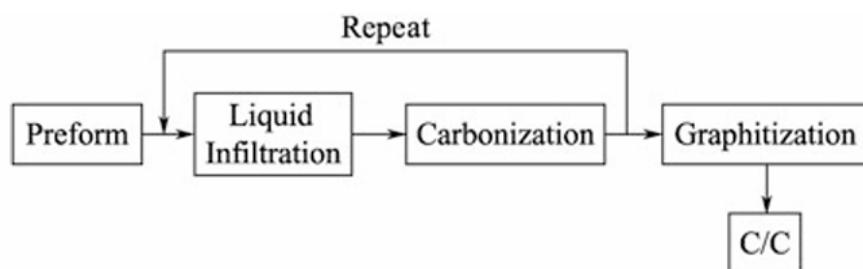 Repeat
Preform
Liquid
Infiltration
Carbonization
Graphitization
C/C